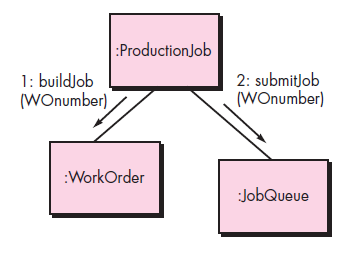 :ProductionJob
1: buildJob
(WOnumber)
2: submitJob
(WOnumber)
:WorkOrder
:JobQueue